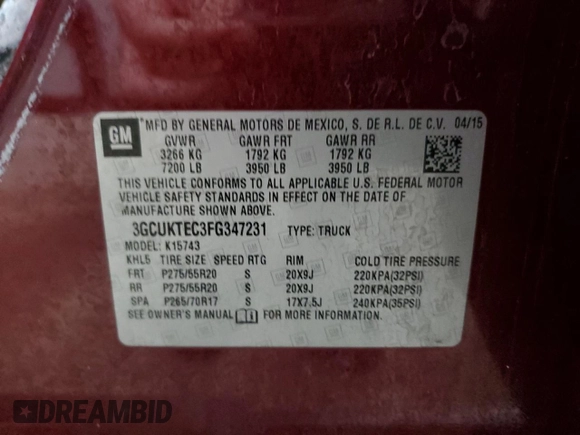 GM
MFD BY GENERAL MOTORS DE MEXICO, S. DE R.L. DE C.V. 04/15
GVWR GAWR FRT GAWR RR
3266 KG 1792 KG 1792 KG
7200 LB 3950 LB 3950 LB
THIS VEHICLE CONFORMS TO ALL APPLICABLE U.S. FEDERAL MOTOR
VEHICLE SAFETY STANDARDS IN EFFECT ON THE DATE OF
MANUFACTURE SHOWN ABOVE.
3GCUKTEC3FG347231 TYPE: TRUCK
MODEL: K15743
KHL5 TIRE SIZE SPEED RTG RIM COLD TIRE PRESSURE
FRT P275/55R20 S 20X9J 220KPA(32PSI)
RR P275/55R20 S 20X9J 220KPA(32PSI)
SPA P265/70R17 S 17X7.5J 240KPA(35PSI)
SEE OWNER'S MANUAL FOR MORE INFORMATION.
DREAMBID